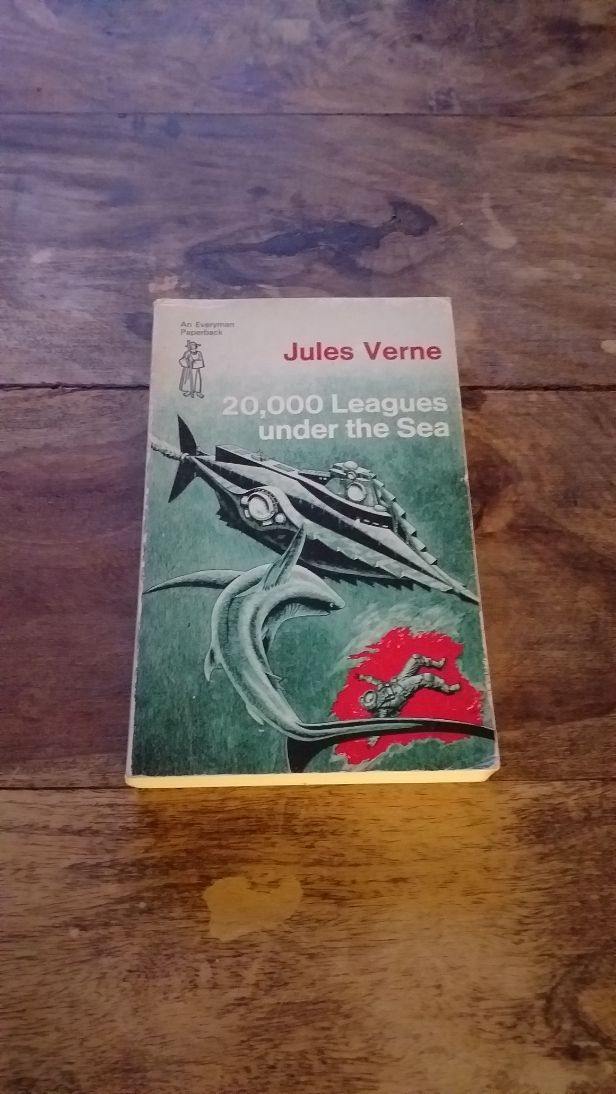 An Everyman
Paperback
Jules Verne
20,000 Leagues
under the Sea